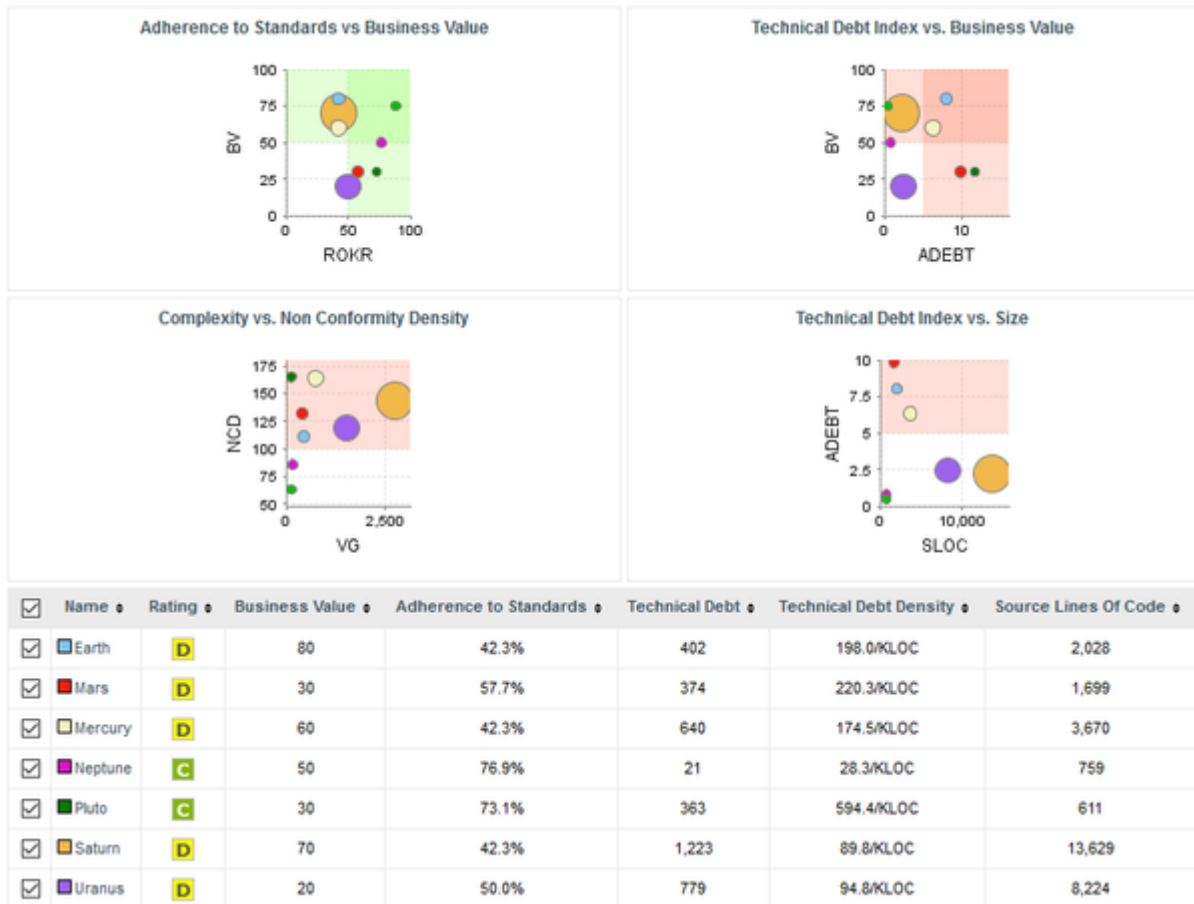 Adherence to Standards vs Business Value
100
75
50
25
0
BV
0 50 100
ROKR
Technical Debt Index vs. Business Value
100
75
50
25
0
BV
0 10
ADEBT
Complexity vs. Non Conformity Density
175
150
125
100
75
50
NCD
0 2,500
VG
Technical Debt Index vs. Size
10
7.5
5
2.5
0
ADEBT
0 10,000
SLOC
Name Rating Business Value Adherence to Standards Technical Debt Technical Debt Density Source Lines Of Code
Earth D 80 42.3% 402 198.0/KLOC 2,028
Mars D 30 57.7% 374 220.3/KLOC 1,699
Mercury D 60 42.3% 640 174.5/KLOC 3,670
Neptune C 50 76.9% 21 28.3/KLOC 759
Pluto C 30 73.1% 363 594.4/KLOC 611
Saturn D 70 42.3% 1,223 89.8/KLOC 13,629
Uranus D 20 50.0% 779 94.8/KLOC 8,224